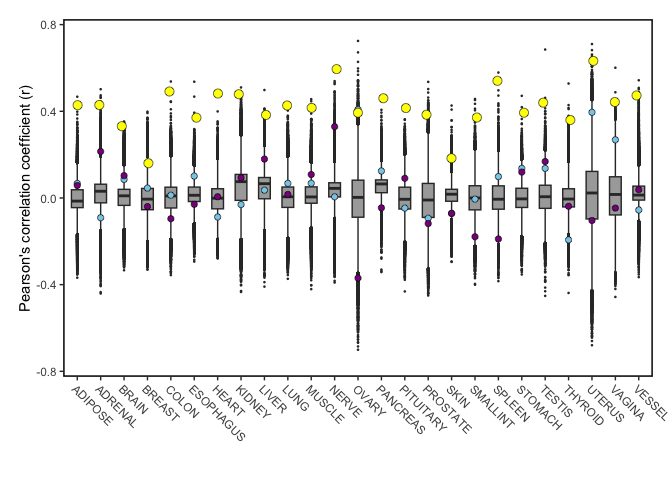 0.8
0.4
0.0
-0.4
-0.8
Pearson's correlation coefficient (r)
ADIPOSE
ADRENAL
BRAIN
BREAST
COLON
ESOPHAGUS
HEART
KIDNEY
LIVER
LUNG
MUSCLE
NERVE
OVARY
PANCREAS
PITUITARY
PROSTATE
SKIN
SMALLINT
SPLEEN
STOMACH
TESTIS
THYROID
UTERUS
VAGINA
VESSEL